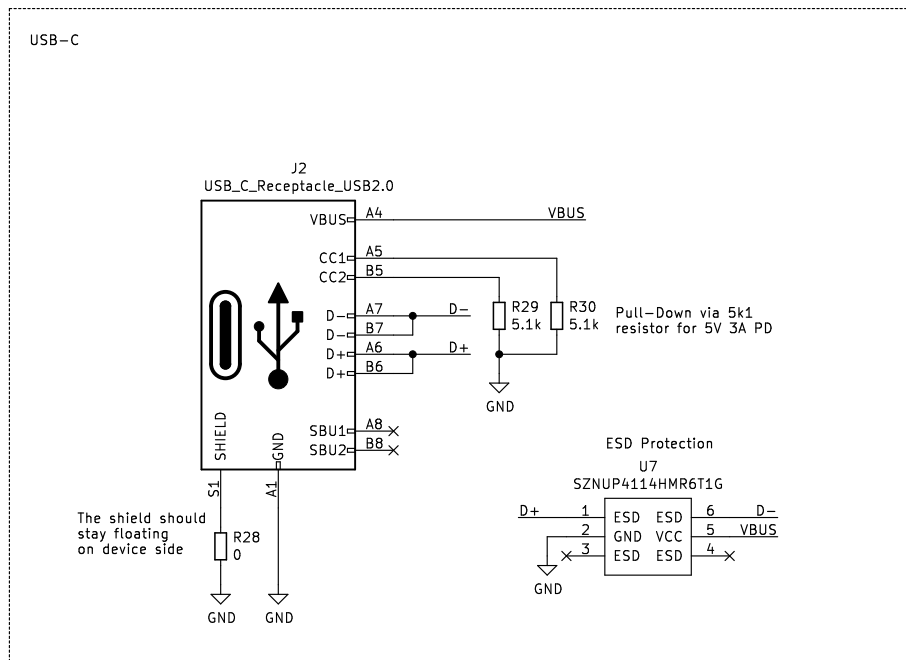 USB-C
J2
USB_C_Receptacle_USB2.0
VBUS A4 VBUS
CC1 A5
CC2 B5
D- A7 D-
D- B7
D+ A6 D+
D+ B6
R29
5.1k
R30
5.1k
Pull-Down via 5k1
resistor for 5V 3A PD
GND
SBU1 A8
SBU2 B8
SHIELD
GND
S1
A1
The shield should
stay floating
on device side
R28
0
GND
GND
ESD Protection
U7
SZNUP4114HMR6T1G
D+ 1 ESD ESD 6 D-
2 GND VCC 5 VBUS
3 ESD ESD 4
GND